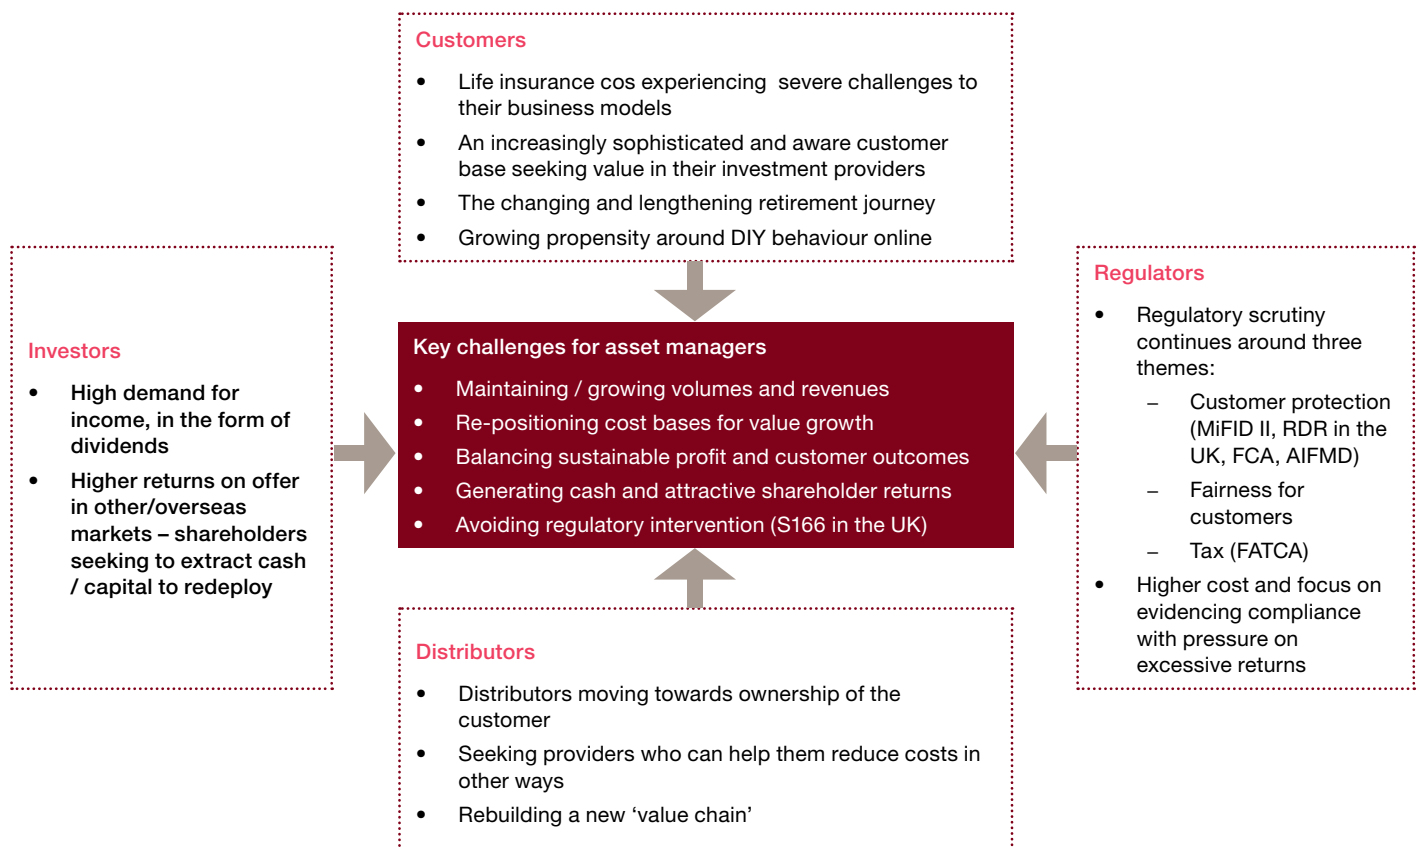 Customers
• Life insurance cos experiencing  severe challenges to
their business models
• An increasingly sophisticated and aware customer
base seeking value in their investment providers
• The changing and lengthening retirement journey
• Growing propensity around DIY behaviour online
Investors
• High demand for
income, in the form of
dividends
• Higher returns on offer
in other/overseas
markets – shareholders
seeking to extract cash
/ capital to redeploy
Key challenges for asset managers
• Maintaining / growing volumes and revenues
• Re-positioning cost bases for value growth
• Balancing sustainable profit and customer outcomes
• Generating cash and attractive shareholder returns
• Avoiding regulatory intervention (S166 in the UK)
Regulators
• Regulatory scrutiny
continues around three
themes:
– Customer protection
(MiFID II, RDR in the
UK, FCA, AIFMD)
– Fairness for
customers
– Tax (FATCA)
• Higher cost and focus on
evidencing compliance
with pressure on
excessive returns
Distributors
• Distributors moving towards ownership of the
customer
• Seeking providers who can help them reduce costs in
other ways
• Rebuilding a new ‘value chain’